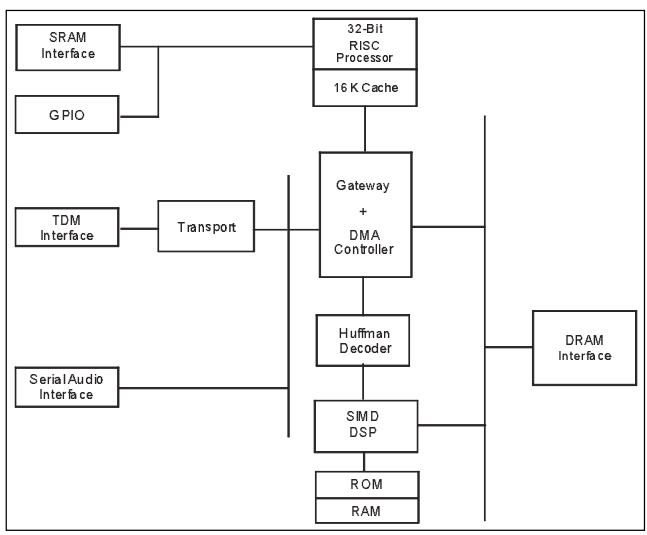 SRAM
Interface
32-Bit
RISC
Processor
16 K Cache
GPIO
Gateway
+
DMA
Controller
TDM
Interface
Transport
Huffman
Decoder
DRAM
Interface
Serial Audio
Interface
SIMD
DSP
ROM
RAM